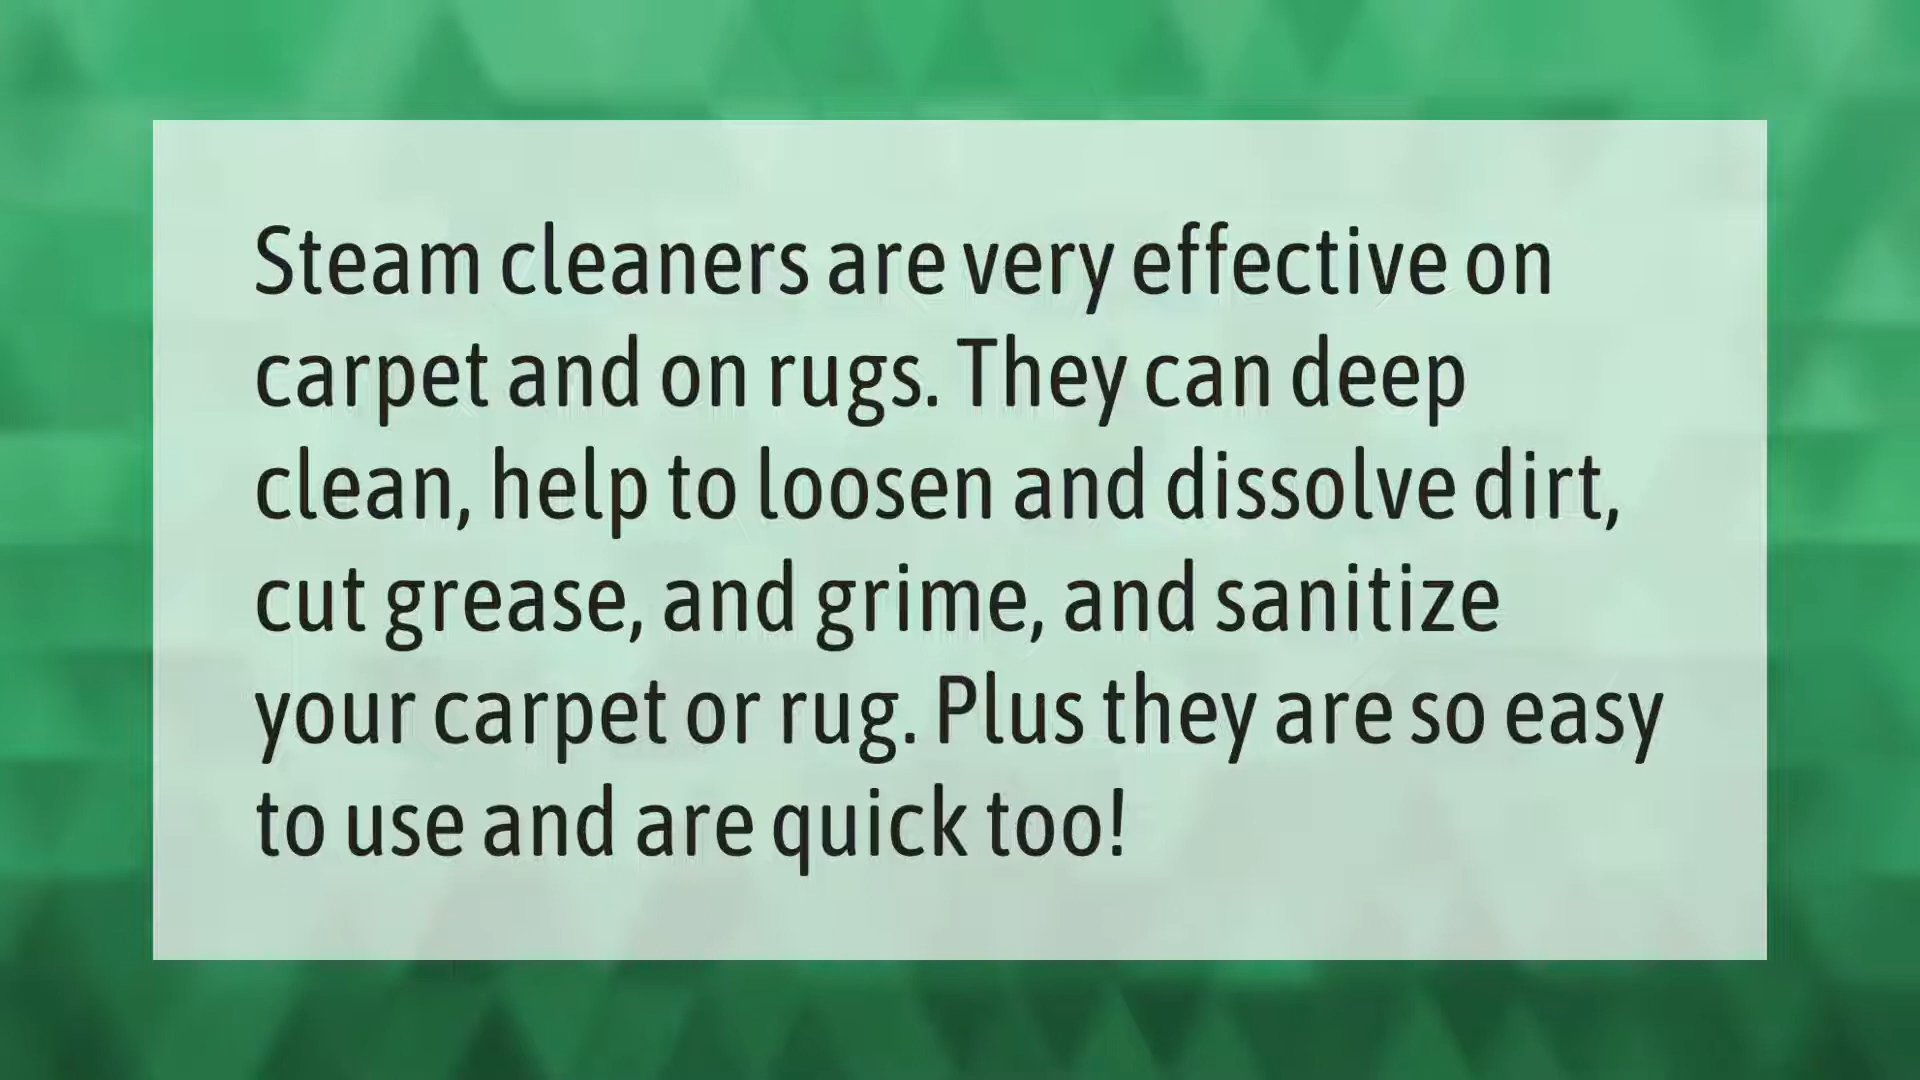 Steam cleaners are very effective on
carpet and on rugs. They can deep
clean, help to loosen and dissolve dirt,
cut grease, and grime, and sanitize
your carpet or rug. Plus they are so easy
to use and are quick too!